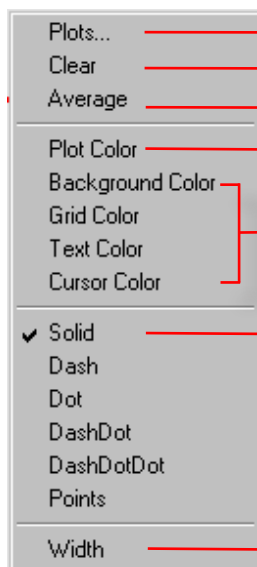 Plots...
Clear
Average
Plot Color
Background Color
Grid Color
Text Color
Cursor Color
Solid
Dash
Dot
DashDot
DashDotDot
Points
Width